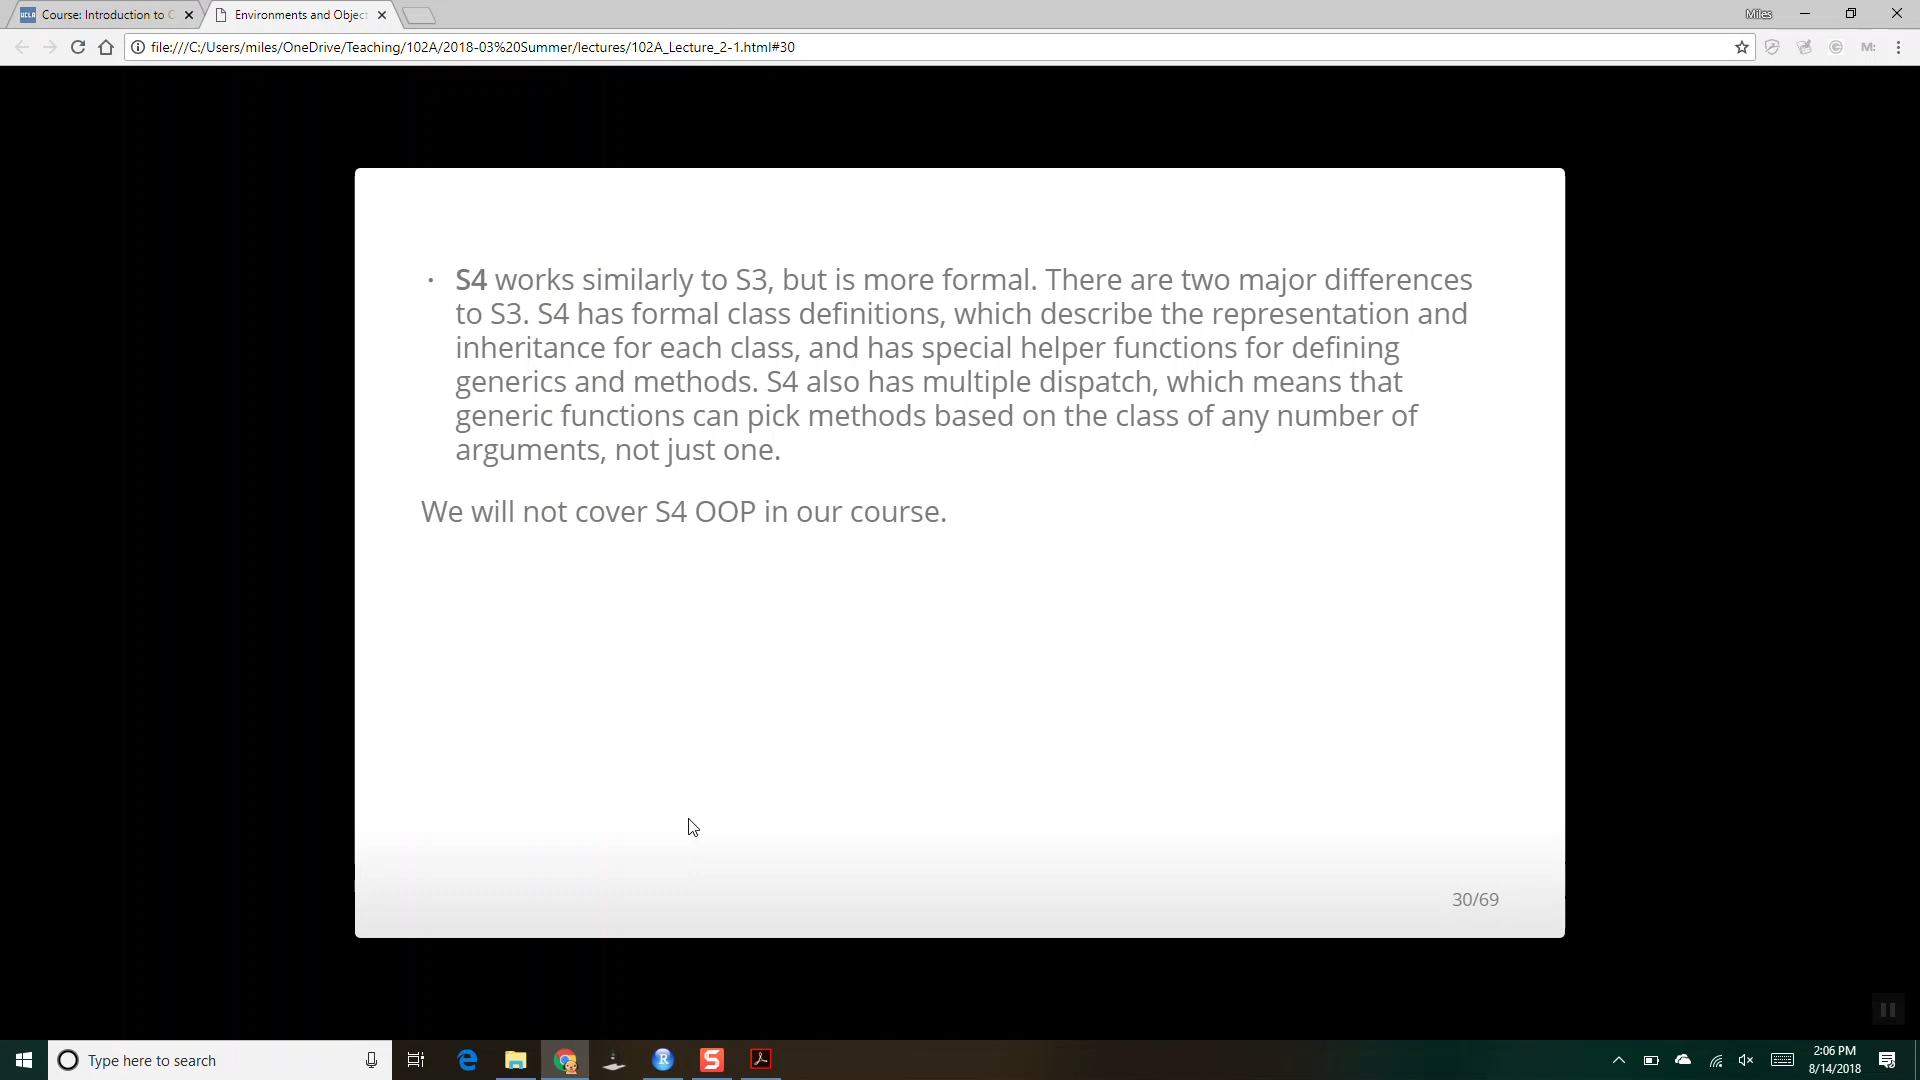 UCLA Course: Introduction to C
Environments and Object
Miles
file:///C:/Users/miles/OneDrive/Teaching/102A/2018-03%20Summer/lectures/102A_Lecture_2-1.html#30
M:
· S4 works similarly to S3, but is more formal. There are two major differences
to S3. S4 has formal class definitions, which describe the representation and
inheritance for each class, and has special helper functions for defining
generics and methods. S4 also has multiple dispatch, which means that
generic functions can pick methods based on the class of any number of
arguments, not just one.
We will not cover S4 OOP in our course.
30/69
Type here to search
2:06 PM
8/14/2018